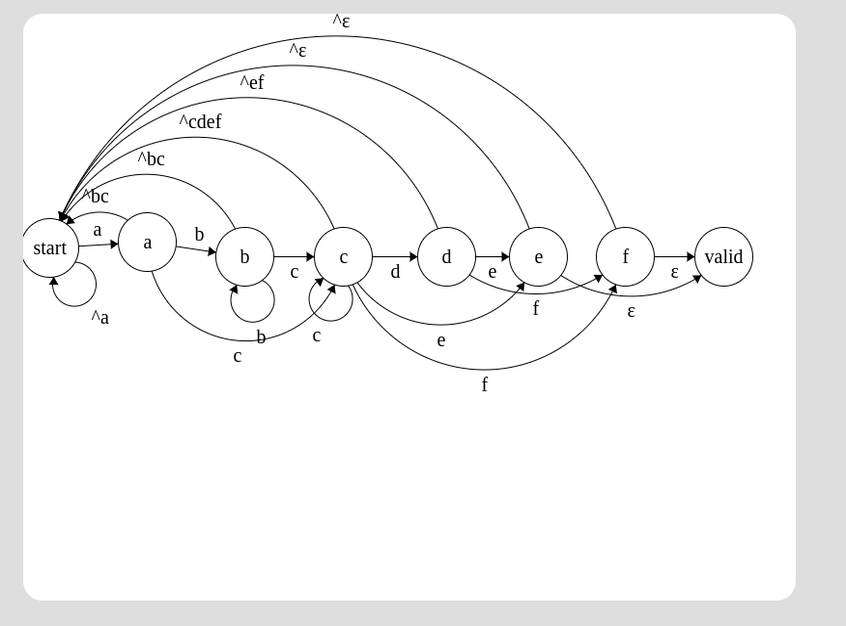 ^ε
^ε
^ef
^cdef
^bc
^bc
a
b
start
a
b
c
d
e
f
valid
c
d
e
ε
f
ε
^a
b
c
c
e
f